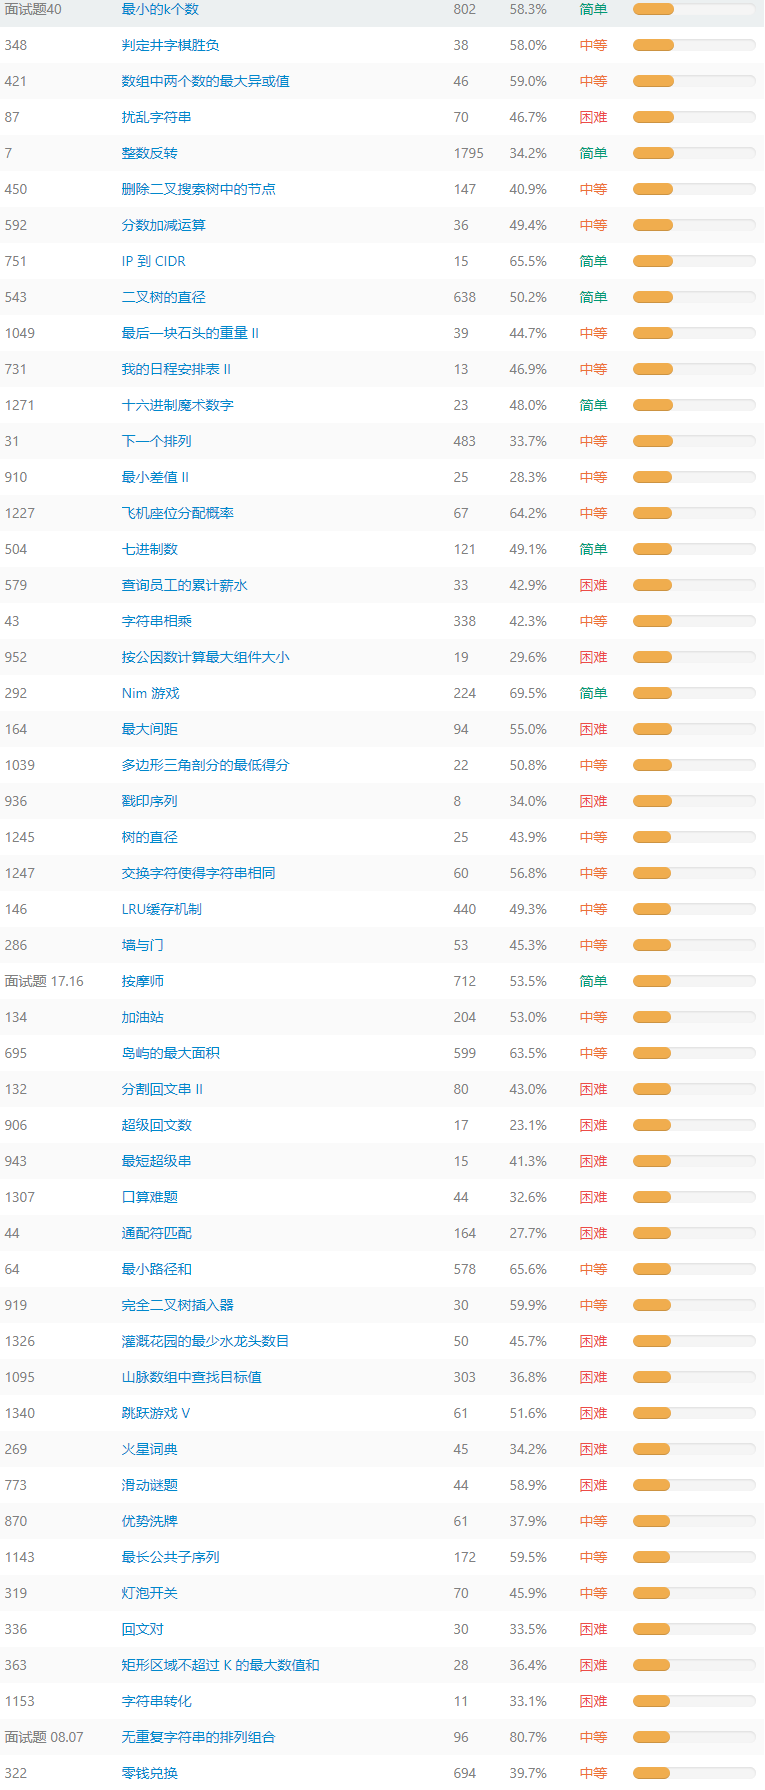 面试题40 最小的k个数 802 58.3% 简单
348 判定井字棋胜负 38 58.0% 中等
421 数组中两个数的最大异或值 46 59.0% 中等
87 扰乱字符串 70 46.7% 困难
7 整数反转 1795 34.2% 简单
450 删除二叉搜索树中的节点 147 40.9% 中等
592 分数加减运算 36 49.4% 中等
751 IP 到 CIDR 15 65.5% 简单
543 二叉树的直径 638 50.2% 简单
1049 最后一块石头的重量 II 39 44.7% 中等
731 我的日程安排表 II 13 46.9% 中等
1271 十六进制魔术数字 23 48.0% 简单
31 下一个排列 483 33.7% 中等
910 最小差值 II 25 28.3% 中等
1227 飞机座位分配概率 67 64.2% 中等
504 七进制数 121 49.1% 简单
579 查询员工的累计薪水 33 42.9% 困难
43 字符串相乘 338 42.3% 中等
952 按公因数计算最大组件大小 19 29.6% 困难
292 Nim 游戏 224 69.5% 简单
164 最大间距 94 55.0% 困难
1039 多边形三角剖分的最低得分 22 50.8% 中等
936 戳印序列 8 34.0% 困难
1245 树的直径 25 43.9% 中等
1247 交换字符使得字符串相同 60 56.8% 中等
146 LRU缓存机制 440 49.3% 中等
286 墙与门 53 45.3% 中等
面试题 17.16 按摩师 712 53.5% 简单
134 加油站 204 53.0% 中等
695 岛屿的最大面积 599 63.5% 中等
132 分割回文串 II 80 43.0% 困难
906 超级回文数 17 23.1% 困难
943 最短超级串 15 41.3% 困难
1307 口算难题 44 32.6% 困难
44 通配符匹配 164 27.7% 困难
64 最小路径和 578 65.6% 中等
919 完全二叉树插入器 30 59.9% 中等
1326 灌溉花园的最少水龙头数目 50 45.7% 困难
1095 山脉数组中查找目标值 303 36.8% 困难
1340 跳跃游戏 V 61 51.6% 困难
269 火星词典 45 34.2% 困难
773 滑动谜题 44 58.9% 困难
870 优势洗牌 61 37.9% 中等
1143 最长公共子序列 172 59.5% 中等
319 灯泡开关 70 45.9% 中等
336 回文对 30 33.5% 困难
363 矩形区域不超过 K 的最大数值和 28 36.4% 困难
1153 字符串转化 11 33.1% 困难
面试题 08.07 无重复字符串的排列组合 96 80.7% 中等
322 零钱兑换 694 39.7% 中等